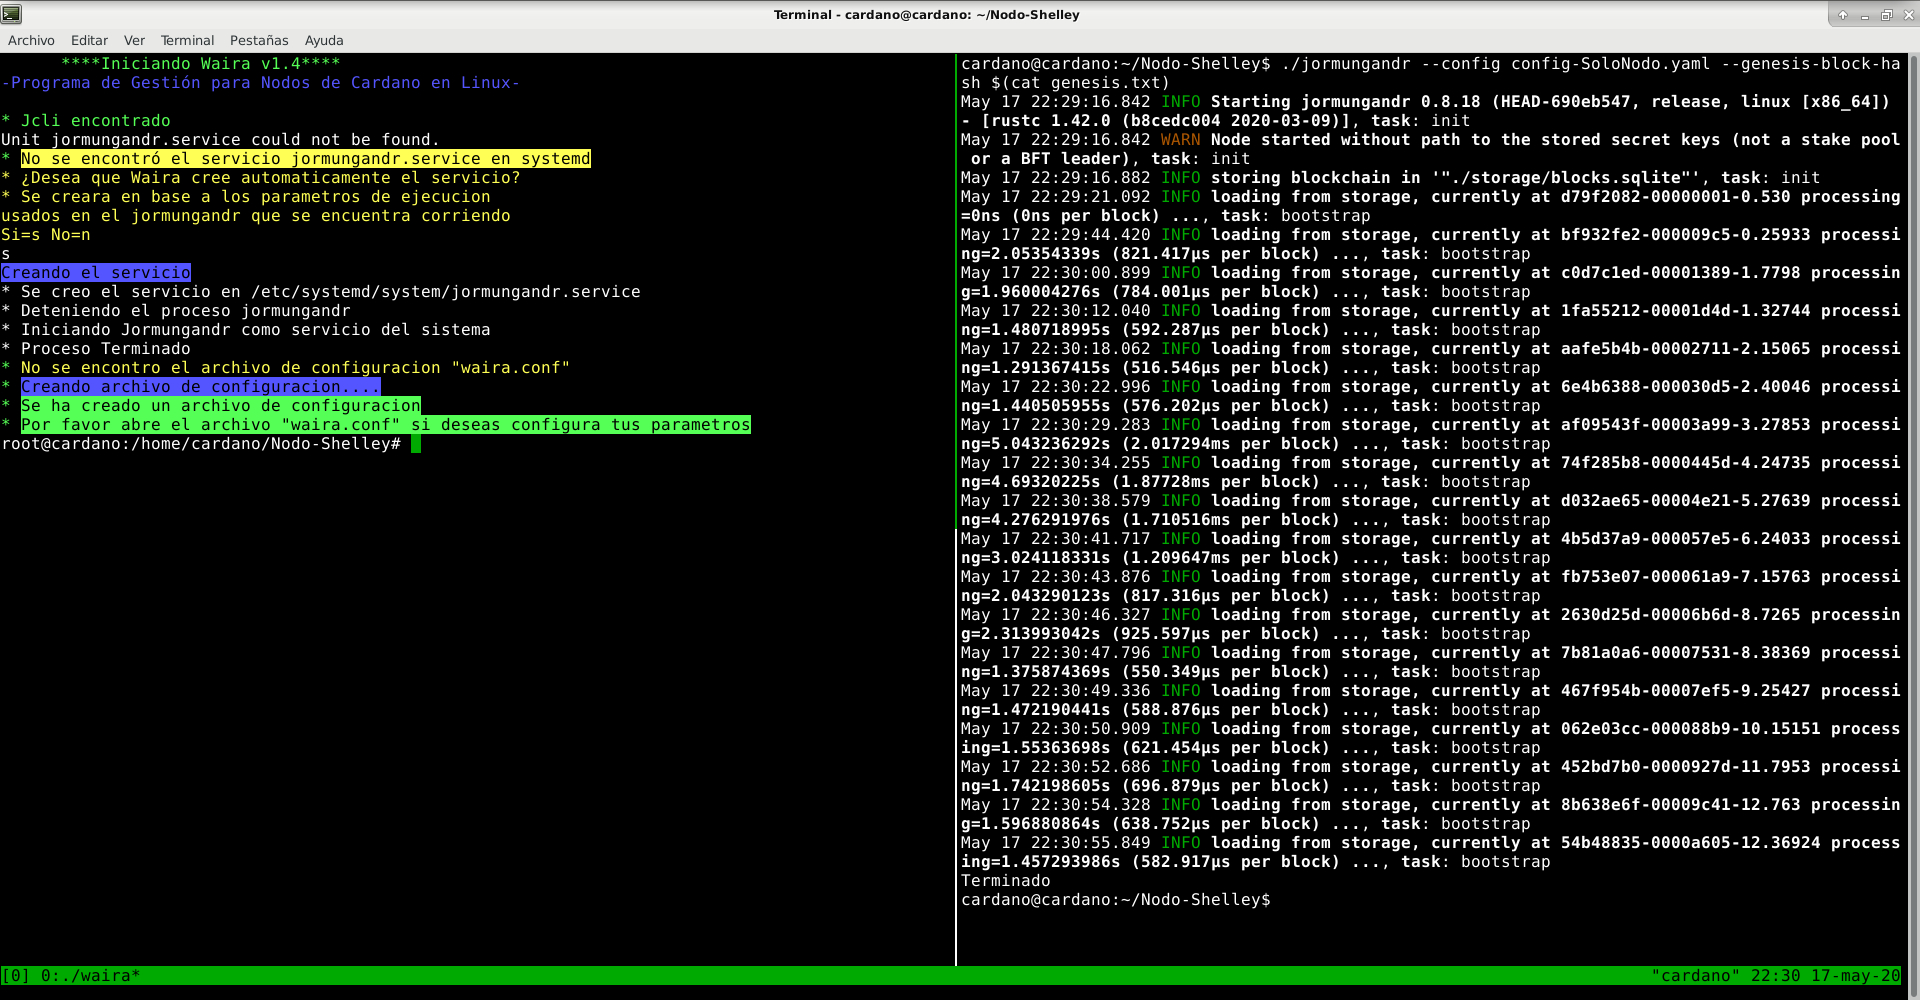 Terminal - cardano@cardano: ~/Nodo-Shelley
Archivo Editar Ver Terminal Pestañas Ayuda
****Iniciando Waira v1.4****
-Programa de Gestión para Nodos de Cardano en Linux-
* Jcli encontrado
Unit jormungandr.service could not be found.
* No se encontró el servicio jormungandr.service en systemd
* ¿Desea que Waira cree automaticamente el servicio?
* Se creara en base a los parametros de ejecucion
usados en el jormungandr que se encuentra corriendo
Si=s No=n
s
Creando el servicio
* Se creo el servicio en /etc/systemd/system/jormungandr.service
* Deteniendo el proceso jormungandr
* Iniciando Jormungandr como servicio del sistema
* Proceso Terminado
* No se encontro el archivo de configuracion "waira.conf"
* Creando archivo de configuracion....
* Se ha creado un archivo de configuracion
* Por favor abre el archivo "waira.conf" si deseas configura tus parametros
root@cardano:/home/cardano/Nodo-Shelley#
cardano@cardano:~/Nodo-Shelley$ ./jormungandr --config config-SoloNodo.yaml --genesis-block-ha
sh $(cat genesis.txt)
May 17 22:29:16.842 INFO Starting jormungandr 0.8.18 (HEAD-690eb547, release, linux [x86_64])
- [rustc 1.42.0 (b8cedc004 2020-03-09)], task: init
May 17 22:29:16.842 WARN Node started without path to the stored secret keys (not a stake pool
or a BFT leader), task: init
May 17 22:29:16.882 INFO storing blockchain in '"./storage/blocks.sqlite"', task: init
May 17 22:29:21.092 INFO loading from storage, currently at d79f2082-00000001-0.530 processing
=0ns (0ns per block) ..., task: bootstrap
May 17 22:29:44.420 INFO loading from storage, currently at bf932fe2-000009c5-0.25933 processi
ng=2.05354339s (821.417µs per block) ..., task: bootstrap
May 17 22:30:00.899 INFO loading from storage, currently at c0d7c1ed-00001389-1.7798 processin
g=1.960004276s (784.001µs per block) ..., task: bootstrap
May 17 22:30:12.040 INFO loading from storage, currently at 1fa55212-00001d4d-1.32744 processi
ng=1.480718995s (592.287µs per block) ..., task: bootstrap
May 17 22:30:18.062 INFO loading from storage, currently at aafe5b4b-00002711-2.15065 processi
ng=1.291367415s (516.546µs per block) ..., task: bootstrap
May 17 22:30:22.996 INFO loading from storage, currently at 6e4b6388-000030d5-2.40046 processi
ng=1.440505955s (576.202µs per block) ..., task: bootstrap
May 17 22:30:29.283 INFO loading from storage, currently at af09543f-00003a99-3.27853 processi
ng=5.043236292s (2.017294ms per block) ..., task: bootstrap
May 17 22:30:34.255 INFO loading from storage, currently at 74f285b8-0000445d-4.24735 processi
ng=4.69320225s (1.87728ms per block) ..., task: bootstrap
May 17 22:30:38.579 INFO loading from storage, currently at d032ae65-00004e21-5.27639 processi
ng=4.276291976s (1.710516ms per block) ..., task: bootstrap
May 17 22:30:41.717 INFO loading from storage, currently at 4b5d37a9-000057e5-6.24033 processi
ng=3.024118331s (1.209647ms per block) ..., task: bootstrap
May 17 22:30:43.876 INFO loading from storage, currently at fb753e07-000061a9-7.15763 processi
ng=2.043290123s (817.316µs per block) ..., task: bootstrap
May 17 22:30:46.327 INFO loading from storage, currently at 2630d25d-00006b6d-8.7265 processin
g=2.313993042s (925.597µs per block) ..., task: bootstrap
May 17 22:30:47.796 INFO loading from storage, currently at 7b81a0a6-00007531-8.38369 processi
ng=1.375874369s (550.349µs per block) ..., task: bootstrap
May 17 22:30:49.336 INFO loading from storage, currently at 467f954b-00007ef5-9.25427 processi
ng=1.472190441s (588.876µs per block) ..., task: bootstrap
May 17 22:30:50.909 INFO loading from storage, currently at 062e03cc-000088b9-10.15151 process
ing=1.55363698s (621.454µs per block) ..., task: bootstrap
May 17 22:30:52.686 INFO loading from storage, currently at 452bd7b0-0000927d-11.7953 processi
ng=1.742198605s (696.879µs per block) ..., task: bootstrap
May 17 22:30:54.328 INFO loading from storage, currently at 8b638e6f-00009c41-12.763 processin
g=1.596880864s (638.752µs per block) ..., task: bootstrap
May 17 22:30:55.849 INFO loading from storage, currently at 54b48835-0000a605-12.36924 process
ing=1.457293986s (582.917µs per block) ..., task: bootstrap
Terminado
cardano@cardano:~/Nodo-Shelley$
[0] 0:./waira* "cardano" 22:30 17-may-20